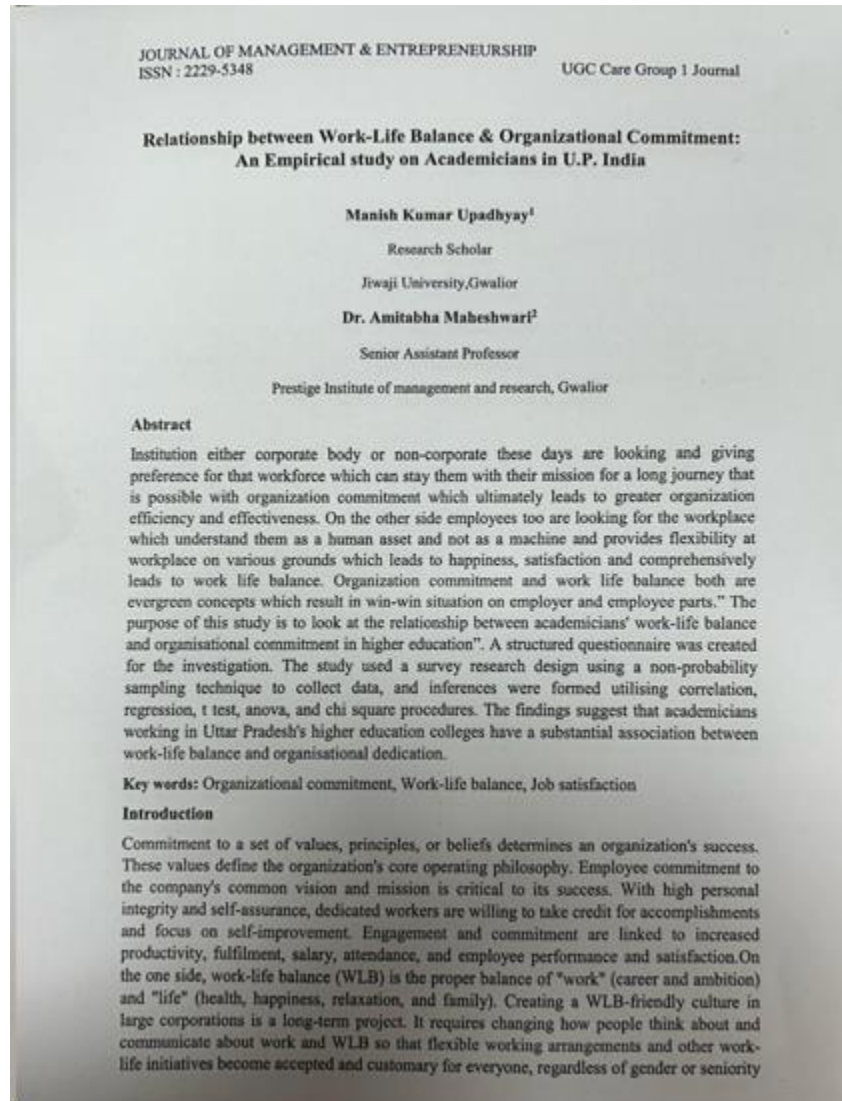 JOURNAL OF MANAGEMENT & ENTREPRENEURSHIP
ISSN : 2229-5348 UGC Care Group 1 Journal
Relationship between Work-Life Balance & Organizational Commitment:
An Empirical study on Academicians in U.P. India
Manish Kumar Upadhyay¹
Research Scholar
Jiwaji University,Gwalior
Dr. Amitabha Maheshwari²
Senior Assistant Professor
Prestige Institute of management and research, Gwalior
Abstract
Institution either corporate body or non-corporate these days are looking and giving
preference for that workforce which can stay them with their mission for a long journey that
is possible with organization commitment which ultimately leads to greater organization
efficiency and effectiveness. On the other side employees too are looking for the workplace
which understand them as a human asset and not as a machine and provides flexibility at
workplace on various grounds which leads to happiness, satisfaction and comprehensively
leads to work life balance. Organization commitment and work life balance both are
evergreen concepts which result in win-win situation on employer and employee parts." The
purpose of this study is to look at the relationship between academicians' work-life balance
and organisational commitment in higher education". A structured questionnaire was created
for the investigation. The study used a survey research design using a non-probability
sampling technique to collect data, and inferences were formed utilising correlation,
regression, t test, anova, and chi square procedures. The findings suggest that academicians
working in Uttar Pradesh's higher education colleges have a substantial association between
work-life balance and organisational dedication.
Key words: Organizational commitment, Work-life balance, Job satisfaction
Introduction
Commitment to a set of values, principles, or beliefs determines an organization's success.
These values define the organization's core operating philosophy. Employee commitment to
the company's common vision and mission is critical to its success. With high personal
integrity and self-assurance, dedicated workers are willing to take credit for accomplishments
and focus on self-improvement. Engagement and commitment are linked to increased
productivity, fulfilment, salary, attendance, and employee performance and satisfaction.On
the one side, work-life balance (WLB) is the proper balance of "work" (career and ambition)
and "life" (health, happiness, relaxation, and family). Creating a WLB-friendly culture in
large corporations is a long-term project. It requires changing how people think about and
communicate about work and WLB so that flexible working arrangements and other work-
life initiatives become accepted and customary for everyone, regardless of gender or seniority